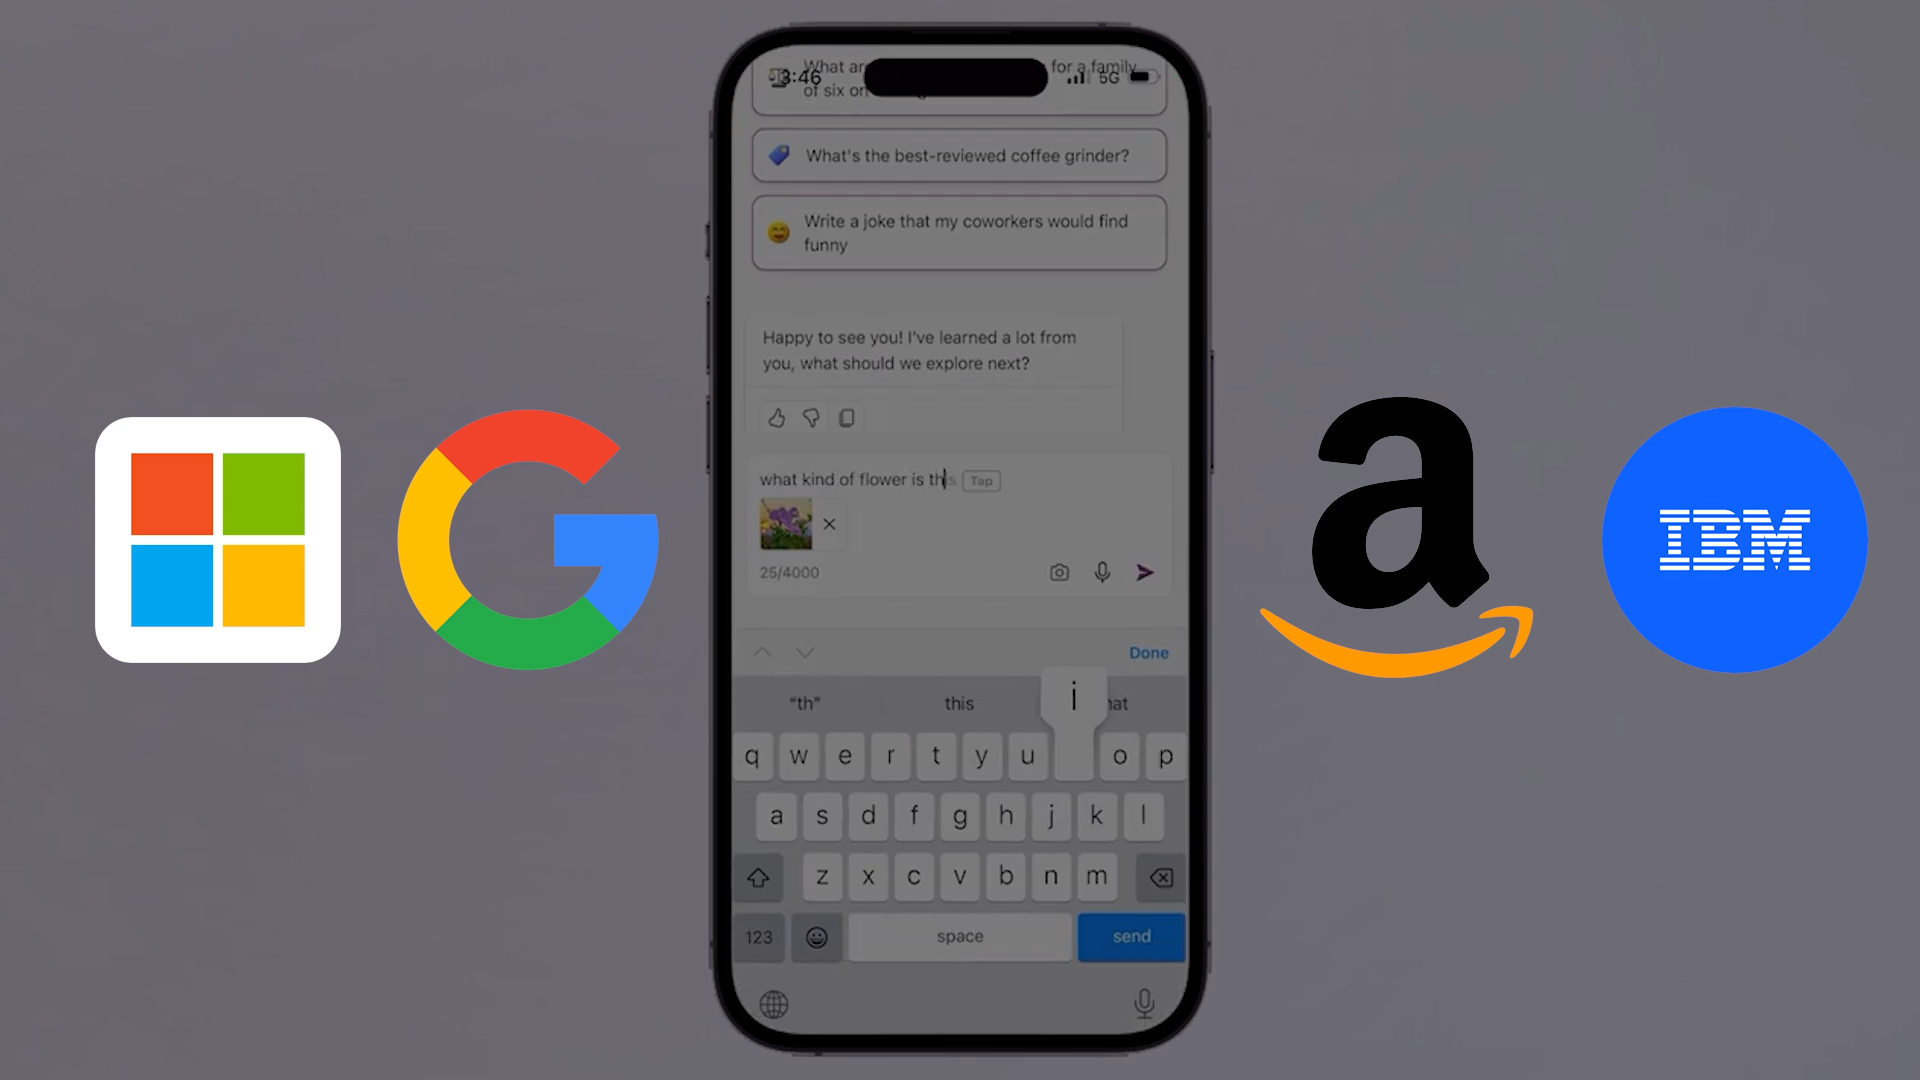 What are
for a family
3:46
5G
of six on
What's the best-reviewed coffee grinder?
Write a joke that my coworkers would find
funny
Happy to see you! I've learned a lot from
you, what should we explore next?
what kind of flower is this
Tap
25/4000
Done
"th"
this
i
q w e r t y u o p
a s d f g h j k l
z x c v b n m
123
space
send
G
a
IBM